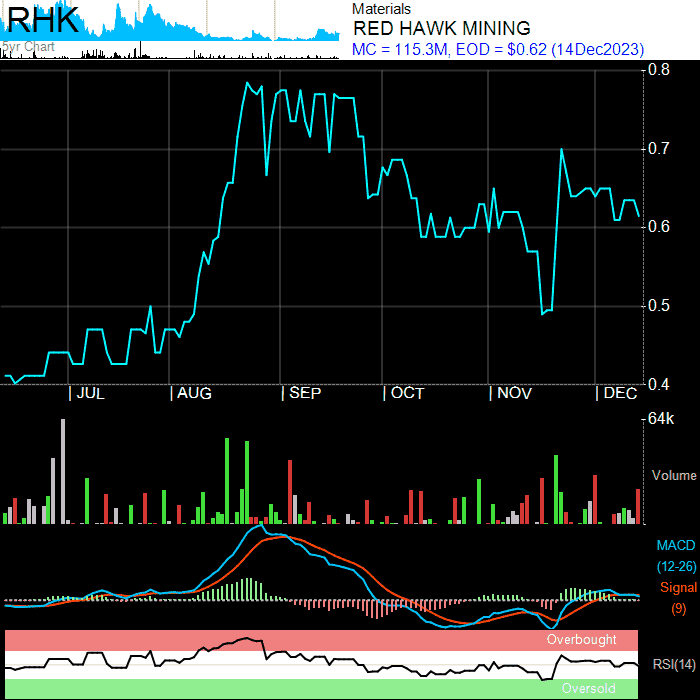 RHK
5yr Chart
Materials
RED HAWK MINING
MC = 115.3M, EOD = $0.62 (14Dec2023)
0.8
0.7
0.6
0.5
0.4
JUL AUG SEP OCT NOV DEC
64k
Volume
MACD
(12-26)
Signal
(9)
Overbought
RSI(14)
Oversold